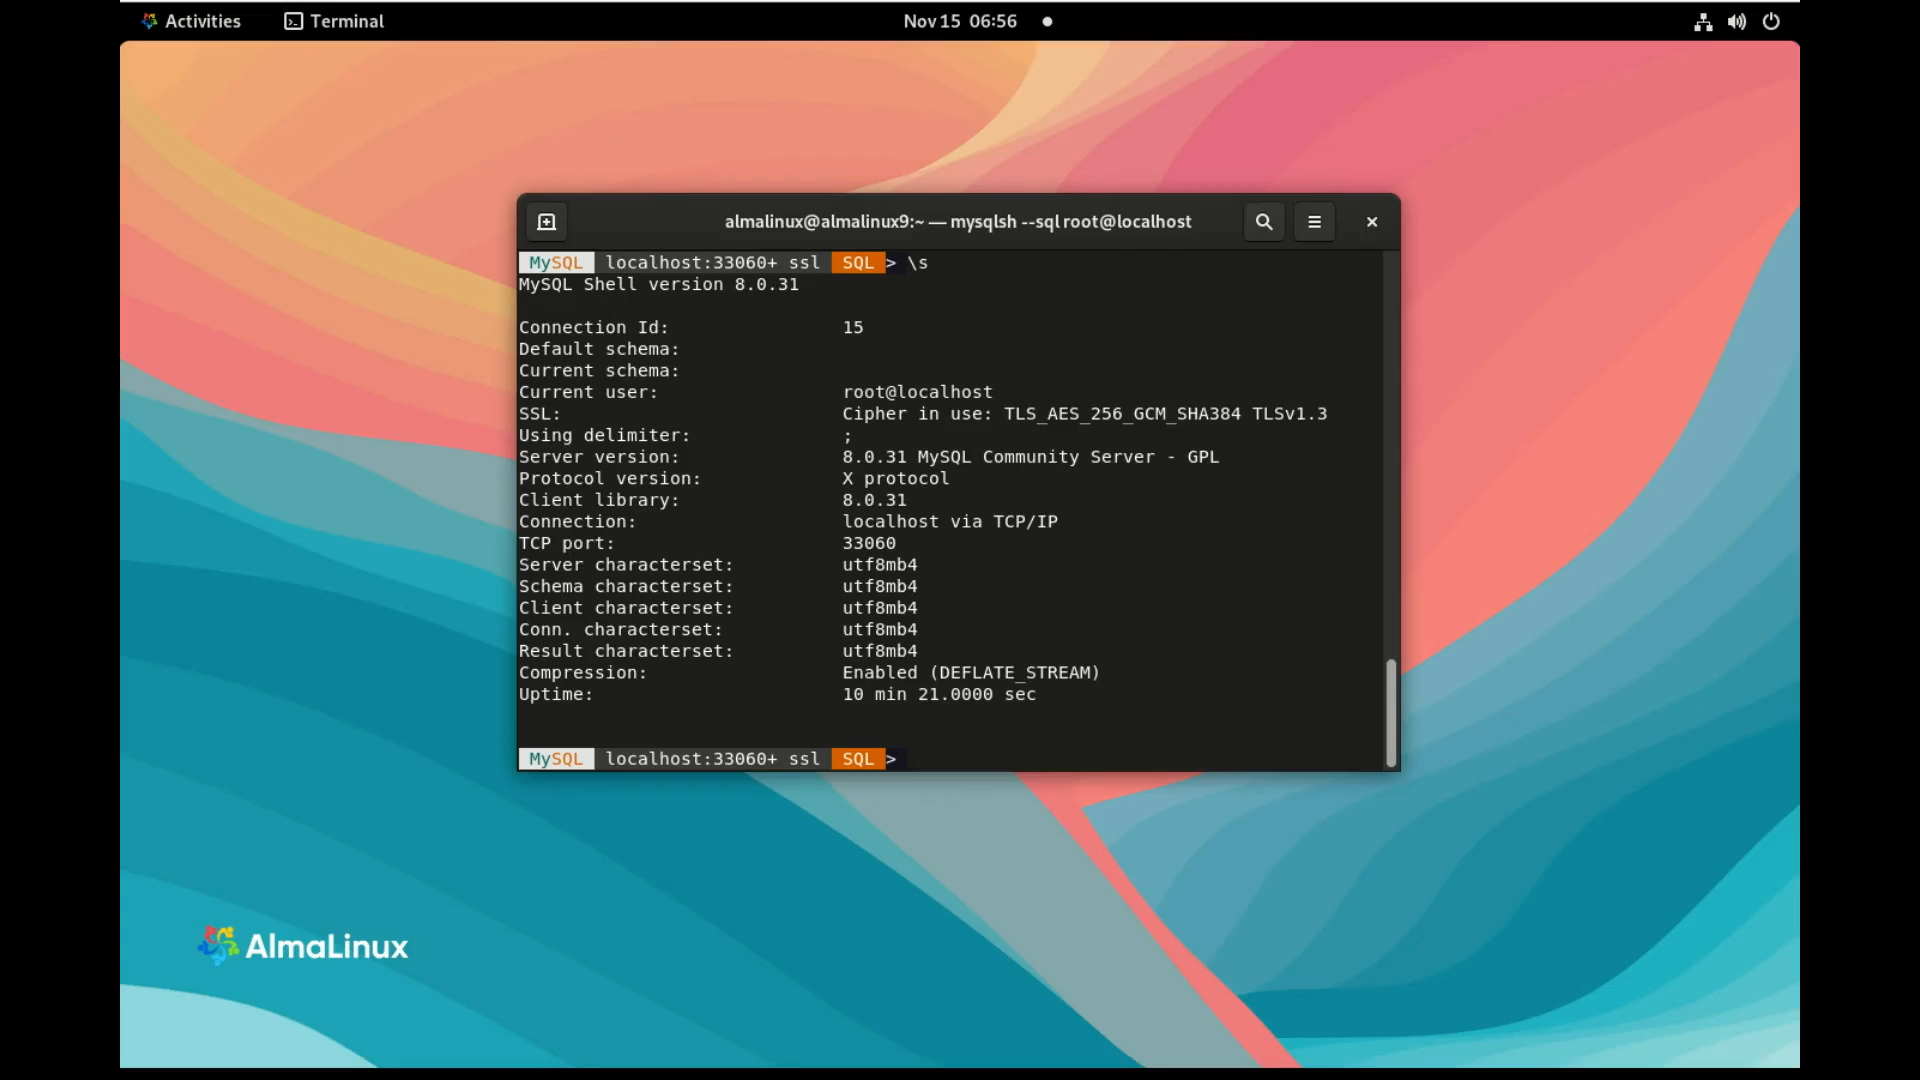 Activities Terminal Nov 15 06:56
almalinux@almalinux9:~ — mysqlsh --sql root@localhost
MySQL localhost:33060+ ssl SQL > \s
MySQL Shell version 8.0.31
Connection Id: 15
Default schema:
Current schema:
Current user: root@localhost
SSL: Cipher in use: TLS_AES_256_GCM_SHA384 TLSv1.3
Using delimiter: ;
Server version: 8.0.31 MySQL Community Server - GPL
Protocol version: X protocol
Client library: 8.0.31
Connection: localhost via TCP/IP
TCP port: 33060
Server characterset: utf8mb4
Schema characterset: utf8mb4
Client characterset: utf8mb4
Conn. characterset: utf8mb4
Result characterset: utf8mb4
Compression: Enabled (DEFLATE_STREAM)
Uptime: 10 min 21.0000 sec
MySQL localhost:33060+ ssl SQL >
AlmaLinux